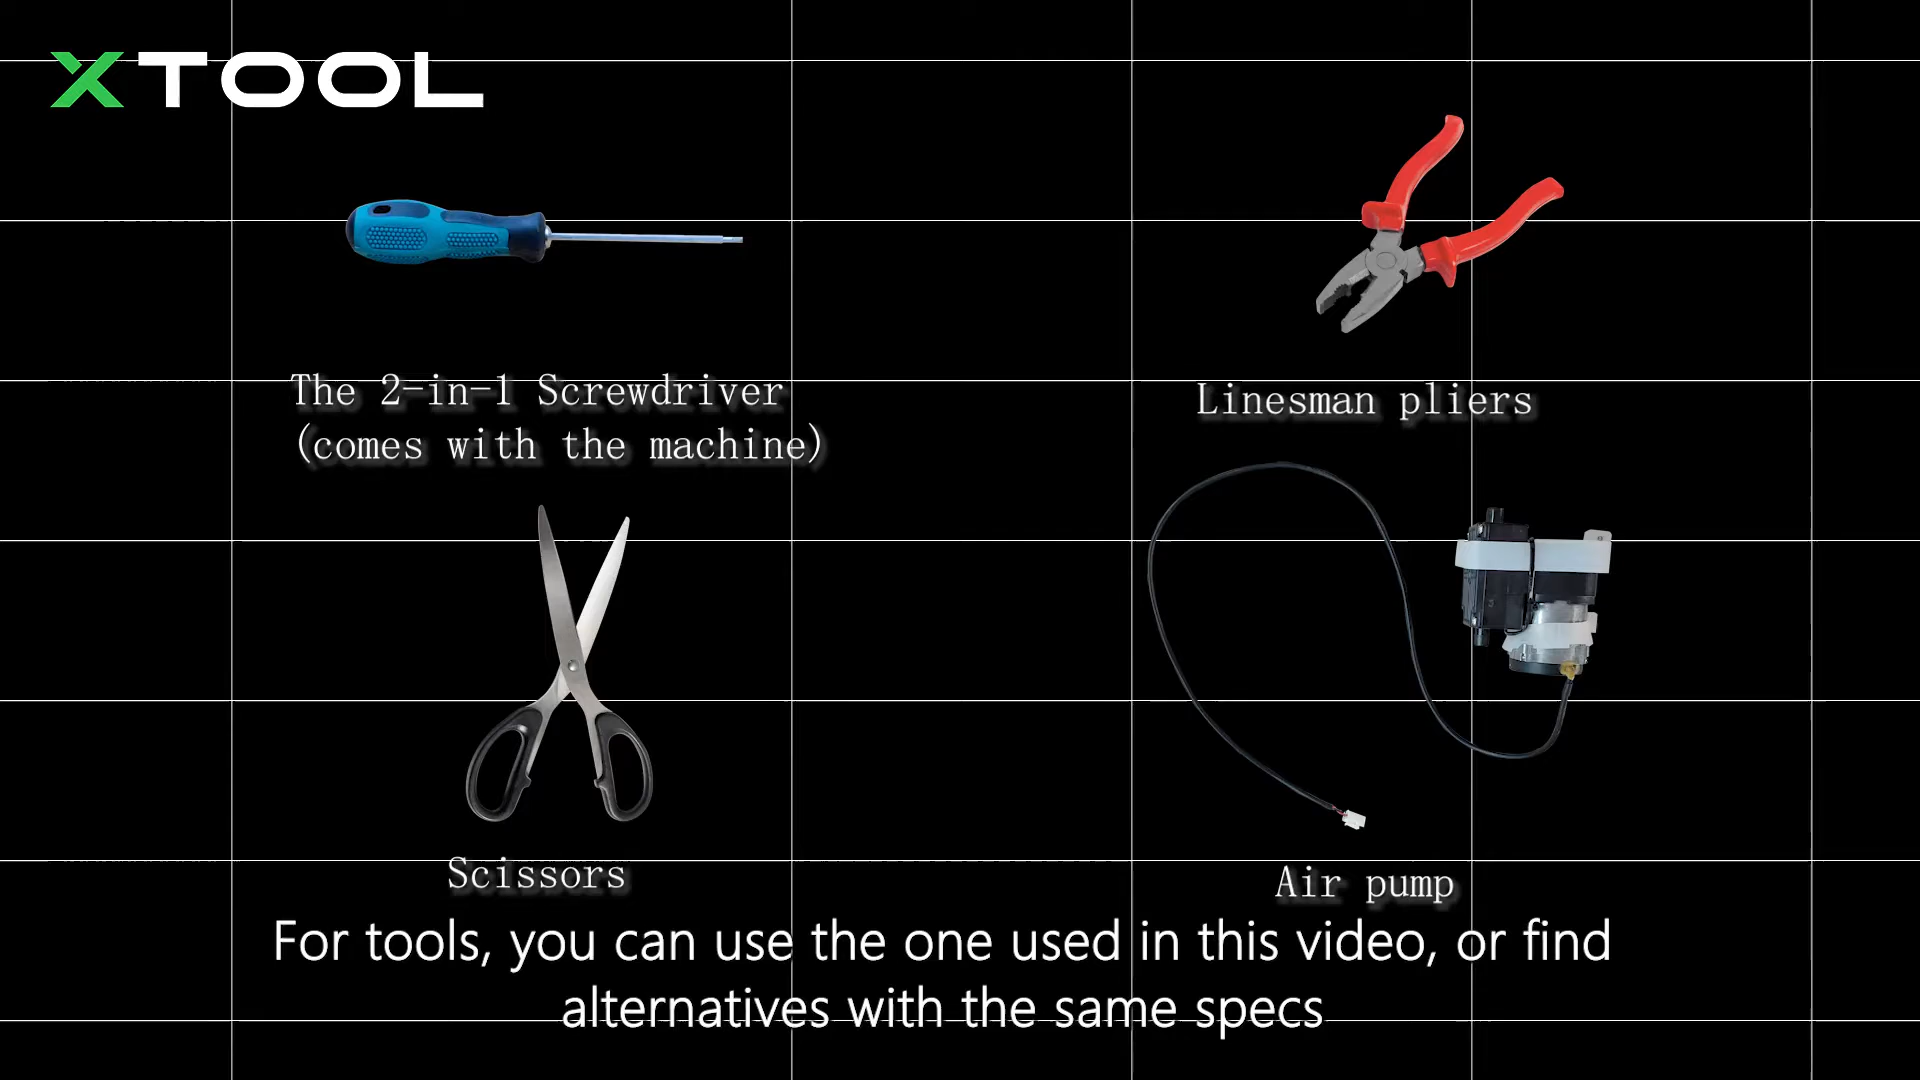 XTOOL
The 2-in-1 Screwdriver
(comes with the machine)
Linesman pliers
Scissors
Air pump
For tools, you can use the one used in this video, or find
alternatives with the same specs